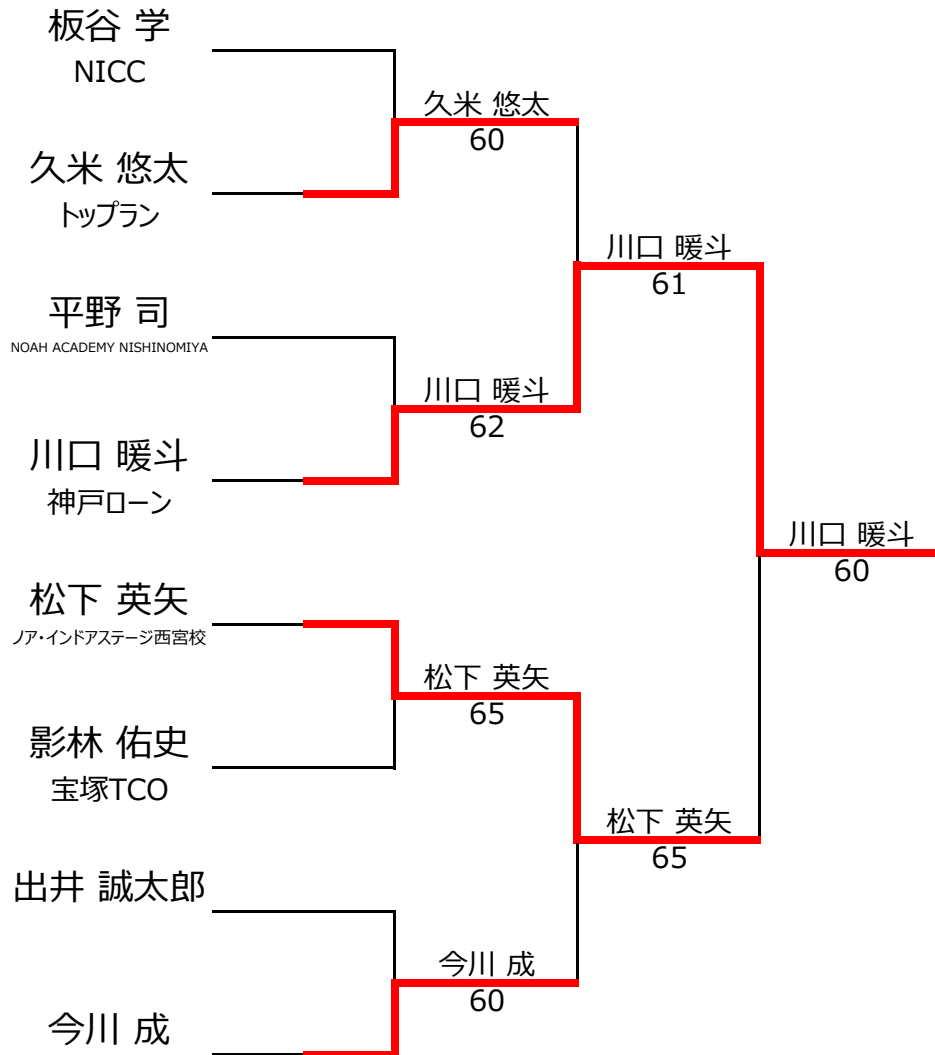 板谷 学
NICC
久米 悠太
60
久米 悠太
トップラン
川口 暖斗
61
平野 司
NOAH ACADEMY NISHINOMIYA
川口 暖斗
62
川口 暖斗
神戸ローン
川口 暖斗
60
松下 英矢
ノア・インドアステージ西宮校
松下 英矢
65
影林 佑史
宝塚TCO
松下 英矢
65
出井 誠太郎
今川 成
60
今川 成